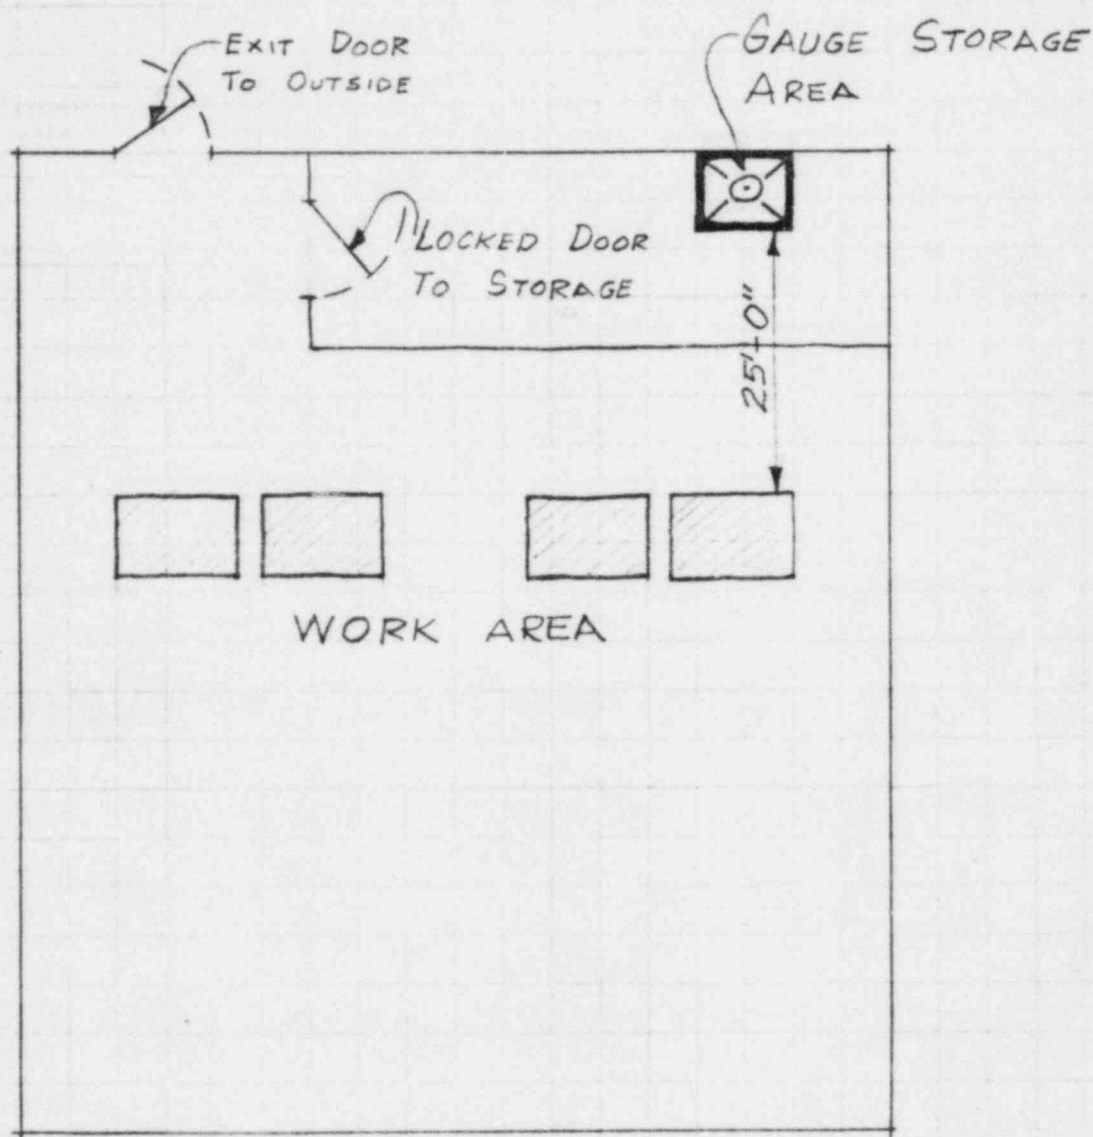 EXIT DOOR
TO OUTSIDE
GAUGE STORAGE
AREA
LOCKED DOOR
TO STORAGE
25'-0"
WORK AREA